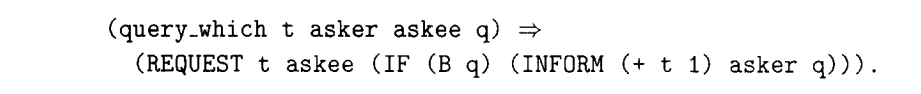 (query_which t asker askee q) ⇒
(REQUEST t askee (IF (B q) (INFORM (+ t 1) asker q))).